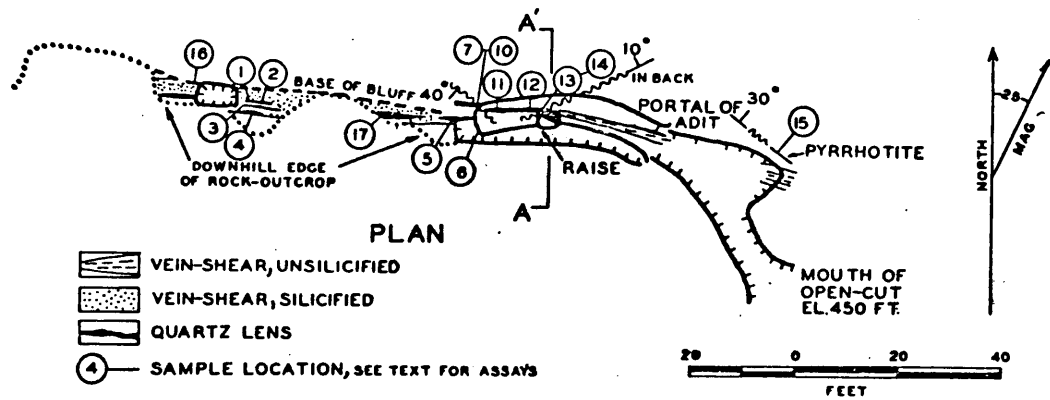 A'
7
10
14
10°
13
IN BACK
16
1
2
BASE OF BLUFF 40°
11
12
PORTAL OF
ADIT
30°
15
3
4
17
5
6
RAISE
PYRRHOTITE
DOWNHILL EDGE
OF ROCK-OUTCROP
A
PLAN
NORTH
25
MAG.
VEIN-SHEAR, UNSILICIFIED
VEIN-SHEAR, SILICIFIED
QUARTZ LENS
4 SAMPLE LOCATION, SEE TEXT FOR ASSAYS
MOUTH OF
OPEN-CUT
EL. 450 FT.
20 0 20 40
FEET